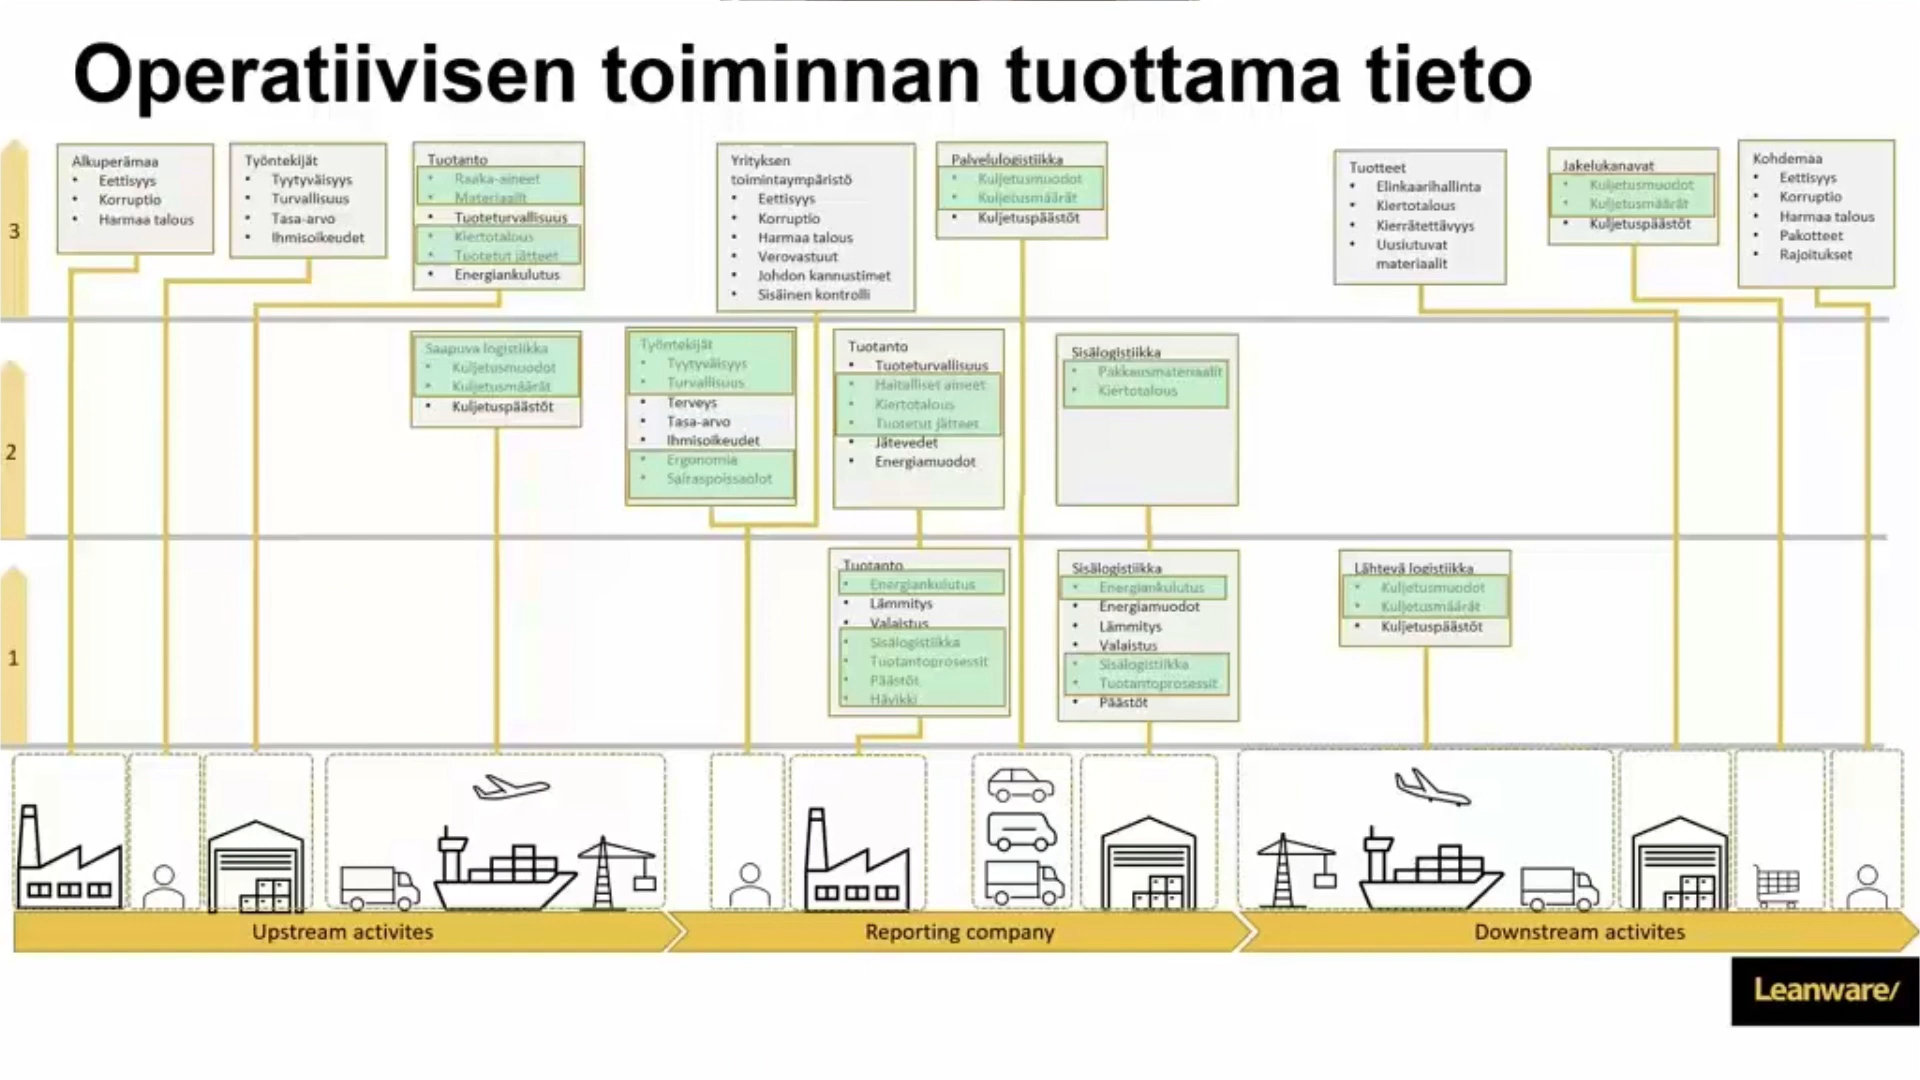 Operatiivisen toiminnan tuottama tieto
3
Alkuperämaa
• Eettisyys
• Korruptio
• Harmaa talous
Työntekijät
• Tyytyväisyys
• Turvallisuus
• Tasa-arvo
• Ihmisoikeudet
Tuotanto
• Raaka-aineet
• Materiaalit
• Tuoteturvallisuus
• Kiertotalous
• Tuotetut jätteet
• Energiankulutus
Yrityksen
toimintaympäristö
• Eettisyys
• Korruptio
• Harmaa talous
• Verovastuut
• Johdon kannustimet
• Sisäinen kontrolli
Palvelulogistiikka
• Kuljetusmuodot
• Kuljetusmäärät
• Kuljetuspäästöt
Tuotteet
• Elinkaarihallinta
• Kiertotalous
• Kierrätettävyys
• Uusiutuvat
materiaalit
Jakelukanavat
• Kuljetusmuodot
• Kuljetusmäärät
• Kuljetuspäästöt
Kohdemaa
• Eettisyys
• Korruptio
• Harmaa talous
• Pakotteet
• Rajoitukset
2
Saapuva logistiikka
• Kuljetusmuodot
• Kuljetusmäärät
• Kuljetuspäästöt
Työntekijät
• Tyytyväisyys
• Turvallisuus
• Terveys
• Tasa-arvo
• Ihmisoikeudet
• Ergonomia
• Sairaspoissaolot
Tuotanto
• Tuoteturvallisuus
• Haitalliset aineet
• Kiertotalous
• Tuotetut jätteet
• Jätevedet
• Energiamuodot
Sisälogistiikka
• Pakkausmateriaalit
• Kiertotalous
1
Tuotanto
• Energiankulutus
• Lämmitys
• Valaistus
• Sisälogistiikka
• Tuotantoprosessit
• Päästöt
• Hävikki
Sisälogistiikka
• Energiankulutus
• Energiamuodot
• Lämmitys
• Valaistus
• Sisälogistiikka
• Tuotantoprosessit
• Päästöt
Lähtevä logistiikka
• Kuljetusmuodot
• Kuljetusmäärät
• Kuljetuspäästöt
Upstream activites
Reporting company
Downstream activites
Leanware/